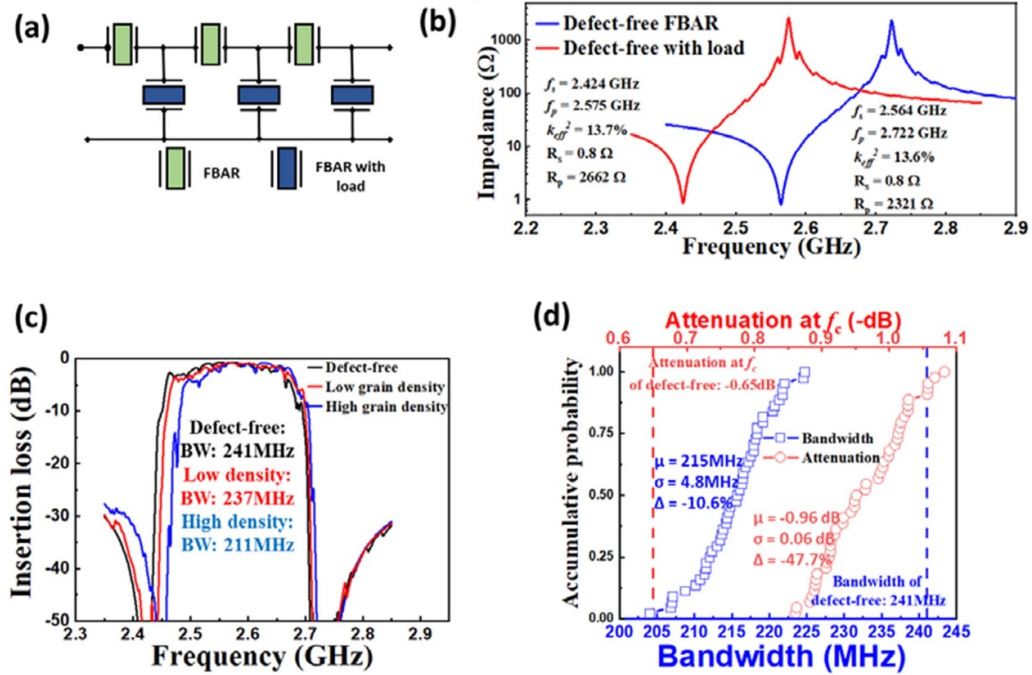 (a)
FBAR
FBAR with
load
(b)
Impedance (Ω)
1000
100
10
1
Defect-free FBAR
Defect-free with load
fs = 2.424 GHz
fp = 2.575 GHz
keff² = 13.7%
Rs = 0.8 Ω
Rp = 2662 Ω
fs = 2.564 GHz
fp = 2.722 GHz
keff² = 13.6%
Rs = 0.8 Ω
Rp = 2321 Ω
2.2 2.3 2.4 2.5 2.6 2.7 2.8 2.9
Frequency (GHz)
(c)
Insertion loss (dB)
0
-10
-20
-30
-40
-50
Defect-free
Low grain density
High grain density
Defect-free:
BW: 241MHz
Low density:
BW: 237MHz
High density:
BW: 211MHz
2.3 2.4 2.5 2.6 2.7 2.8 2.9
Frequency (GHz)
(d)
Attenuation at fc (-dB)
0.6 0.7 0.8 0.9 1.0 1.1
Accumulative probability
1.00
0.75
0.50
0.25
0.00
Attenuation at fc
of defect-free: -0.65dB
Bandwidth
Attenuation
μ = 215MHz
σ = 4.8MHz
Δ = -10.6%
μ = -0.96 dB
σ = 0.06 dB
Δ = -47.7%
Bandwidth of
defect-free: 241MHz
200 205 210 215 220 225 230 235 240 245
Bandwidth (MHz)